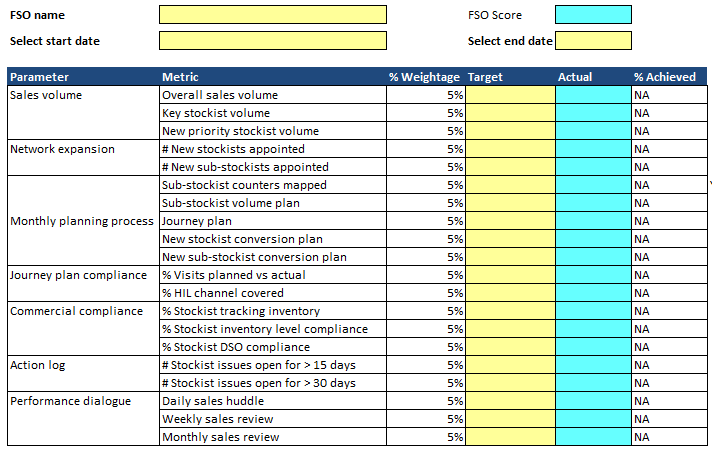 FSO name FSO Score
Select start date Select end date
Parameter Metric % Weightage Target Actual % Achieved
Sales volume Overall sales volume 5% NA
Key stockist volume 5% NA
New priority stockist volume 5% NA
Network expansion # New stockists appointed 5% NA
# New sub-stockists appointed 5% NA
Sub-stockist counters mapped 5% NA
Sub-stockist volume plan 5% NA
Monthly planning process Journey plan 5% NA
New stockist conversion plan 5% NA
New sub-stockist conversion plan 5% NA
Journey plan compliance % Visits planned vs actual 5% NA
% HIL channel covered 5% NA
Commercial compliance % Stockist tracking inventory 5% NA
% Stockist inventory level compliance 5% NA
% Stockist DSO compliance 5% NA
Action log # Stockist issues open for > 15 days 5% NA
# Stockist issues open for > 30 days 5% NA
Performance dialogue Daily sales huddle 5% NA
Weekly sales review 5% NA
Monthly sales review 5% NA